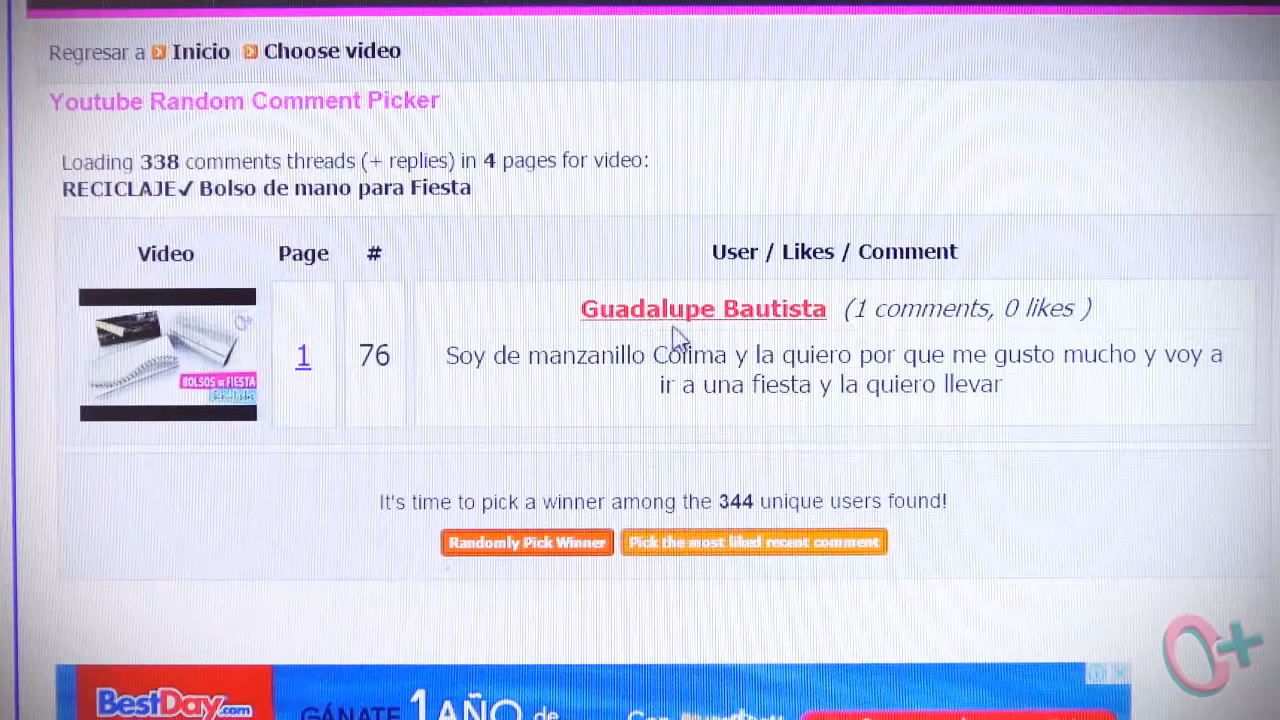 Regresar a Inicio Choose video
Youtube Random Comment Picker
Loading 338 comments threads (+ replies) in 4 pages for video:
RECICLAJE✓ Bolso de mano para Fiesta
Video Page # User / Likes / Comment
Guadalupe Bautista (1 comments, 0 likes )
1 76 Soy de manzanillo Colima y la quiero por que me gusto mucho y voy a
ir a una fiesta y la quiero llevar
BOLSOS de FIESTA
It's time to pick a winner among the 344 unique users found!
Randomly Pick Winner Pick the most liked recent comment
O+
BestDay.com GÁNATE 1 AÑO de